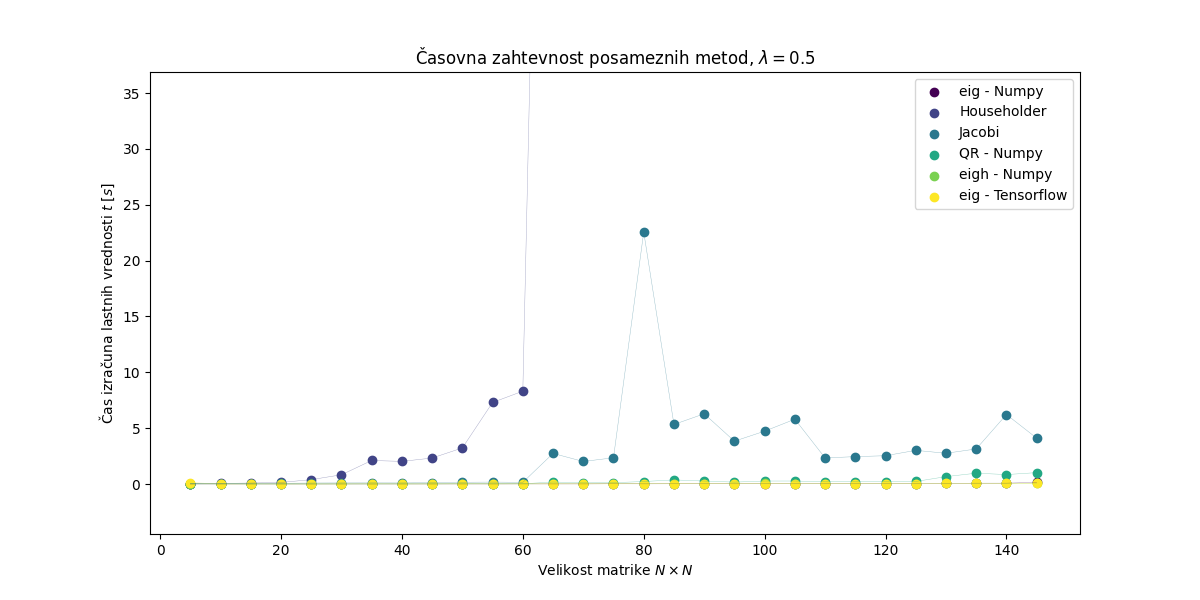 Časovna zahtevnost posameznih metod, λ = 0.5
eig - Numpy
Householder
Jacobi
QR - Numpy
eigh - Numpy
eig - Tensorflow
Čas izračuna lastnih vrednosti t [s]
35
30
25
20
15
10
5
0
0 20 40 60 80 100 120 140
Velikost matrike N × N